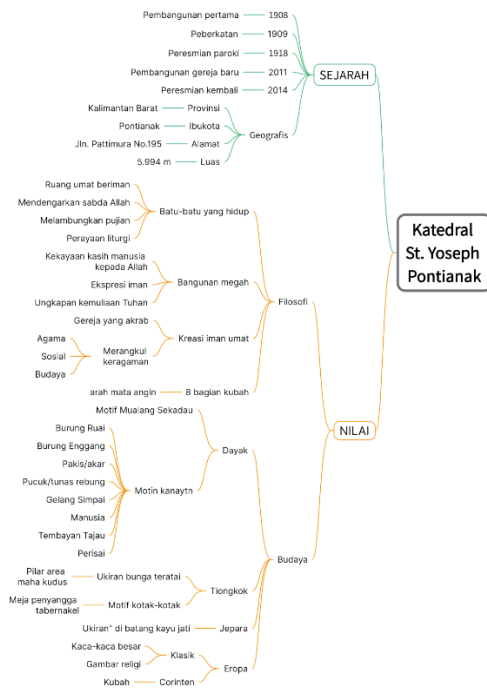 Pembangunan pertama
1908
Peberkatan
1909
Peresmian paroki
1918
Pembangunan gereja baru
2011
Peresmian kembali
2014
SEJARAH
Kalimantan Barat
Provinsi
Pontianak
Ibukota
Jln. Pattimura No.195
Alamat
5.994 m
Luas
Geografis
Katedral
St. Yoseph
Pontianak
Ruang umat beriman
Mendengarkan sabda Allah
Melambungkan pujian
Perayaan liturgi
Batu-batu yang hidup
Kekayaan kasih manusia
kepada Allah
Ekspresi iman
Ungkapan kemuliaan Tuhan
Bangunan megah
Filosofi
Gereja yang akrab
Agama
Sosial
Budaya
Merangkul
keragaman
Kreasi iman umat
arah mata angin
8 bagian kubah
NILAI
Motif Mualang Sekadau
Burung Ruai
Burung Enggang
Pakis/akar
Pucuk/tunas rebung
Gelang Simpai
Manusia
Tembayan Tajau
Perisai
Motin kanaytn
Dayak
Budaya
Pilar area
maha kudus
Ukiran bunga teratai
Meja penyangga
tabernakel
Motif kotak-kotak
Tiongkok
Ukiran" di batang kayu jati
Jepara
Kaca-kaca besar
Gambar religi
Klasik
Kubah
Corinten
Eropa